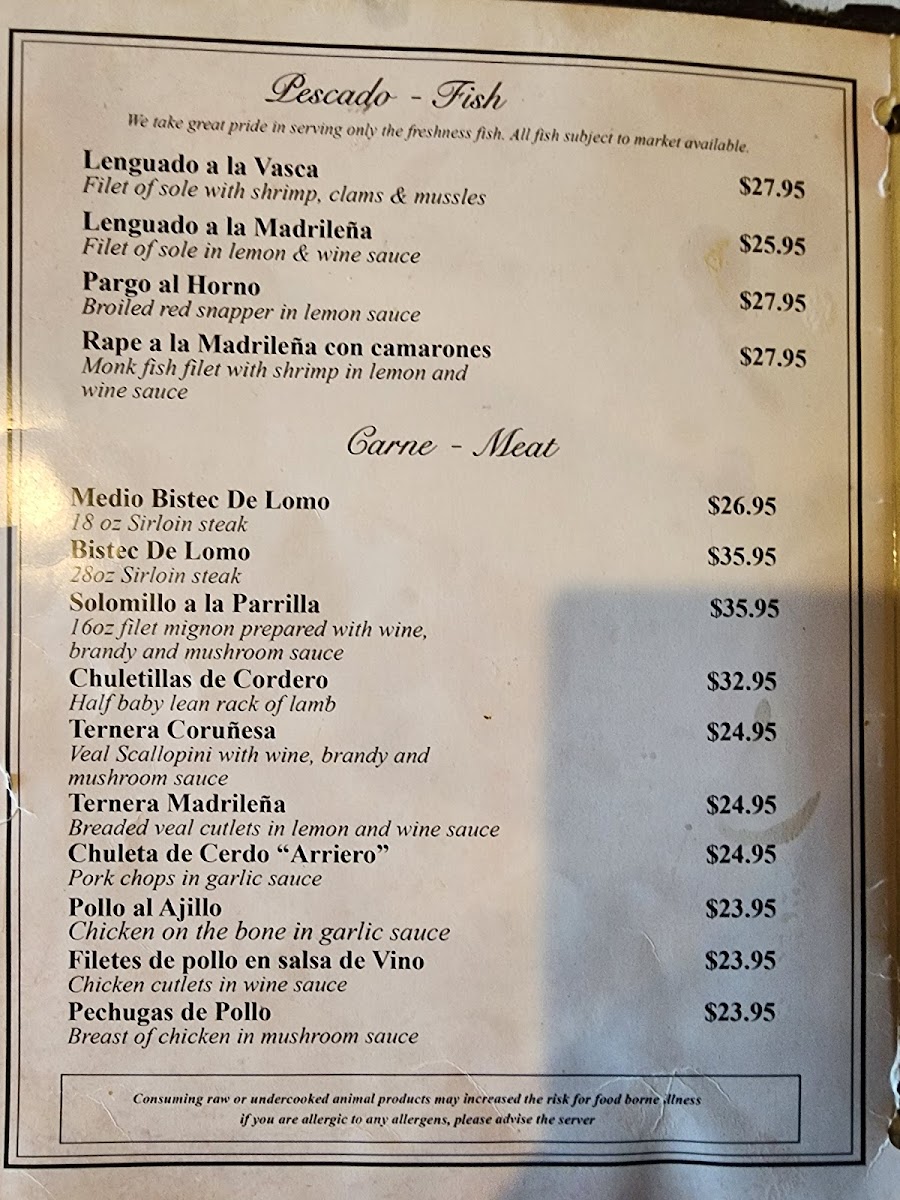 Pescado - Fish
We take great pride in serving only the freshness fish. All fish subject to market available.
Lenguado a la Vasca
Filet of sole with shrimp, clams & mussles
$27.95
Lenguado a la Madrileña
Filet of sole in lemon & wine sauce
$25.95
Pargo al Horno
Broiled red snapper in lemon sauce
$27.95
Rape a la Madrileña con camarones
$27.95
Monk fish filet with shrimp in lemon and
wine sauce
Carne - Meat
Medio Bistec De Lomo
$26.95
18 oz Sirloin steak
Bistec De Lomo
$35.95
28oz Sirloin steak
Solomillo a la Parrilla
$35.95
16oz filet mignon prepared with wine,
brandy and mushroom sauce
Chuletillas de Cordero
$32.95
Half baby lean rack of lamb
Ternera Coruñesa
$24.95
Veal Scallopini with wine, brandy and
mushroom sauce
Ternera Madrileña
$24.95
Breaded veal cutlets in lemon and wine sauce
Chuleta de Cerdo “Arriero”
$24.95
Pork chops in garlic sauce
Pollo al Ajillo
$23.95
Chicken on the bone in garlic sauce
Filetes de pollo en salsa de Vino
$23.95
Chicken cutlets in wine sauce
Pechugas de Pollo
$23.95
Breast of chicken in mushroom sauce
Consuming raw or undercooked animal products may increased the risk for food borne illness
if you are allergic to any allergens, please advise the server